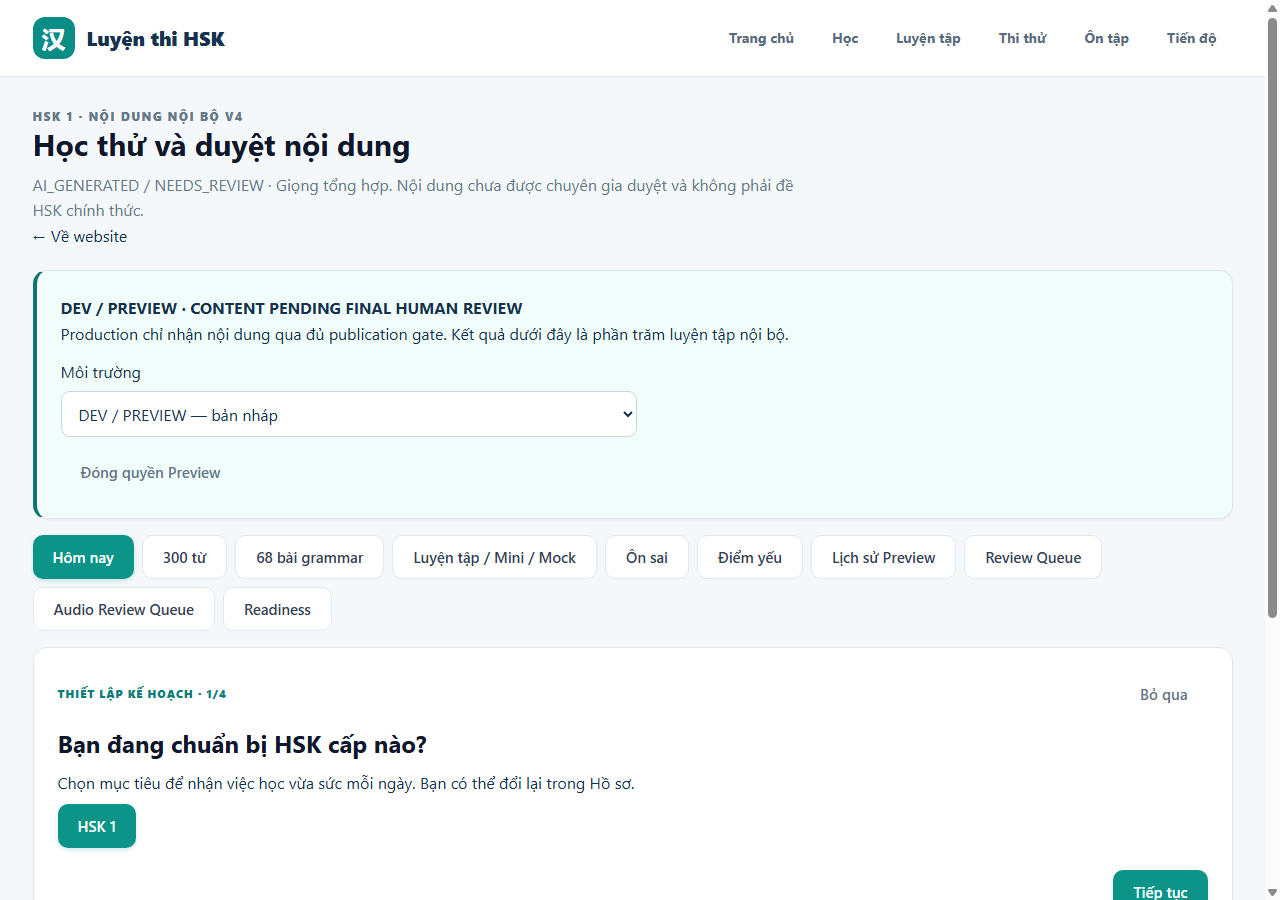 汉 Luyện thi HSK
Trang chủ Học Luyện tập Thi thử Ôn tập Tiến độ
HSK 1 · NỘI DUNG NỘI BỘ V4
Học thử và duyệt nội dung
AI_GENERATED / NEEDS_REVIEW · Giọng tổng hợp. Nội dung chưa được chuyên gia duyệt và không phải đề
HSK chính thức.
← Về website
DEV / PREVIEW · CONTENT PENDING FINAL HUMAN REVIEW
Production chỉ nhận nội dung qua đủ publication gate. Kết quả dưới đây là phần trăm luyện tập nội bộ.
Môi trường
DEV / PREVIEW — bản nháp
Đóng quyền Preview
Hôm nay 300 từ 68 bài grammar Luyện tập / Mini / Mock Ôn sai Điểm yếu Lịch sử Preview Review Queue
Audio Review Queue Readiness
THIẾT LẬP KẾ HOẠCH · 1/4 Bỏ qua
Bạn đang chuẩn bị HSK cấp nào?
Chọn mục tiêu để nhận việc học vừa sức mỗi ngày. Bạn có thể đổi lại trong Hồ sơ.
HSK 1
Tiếp tục